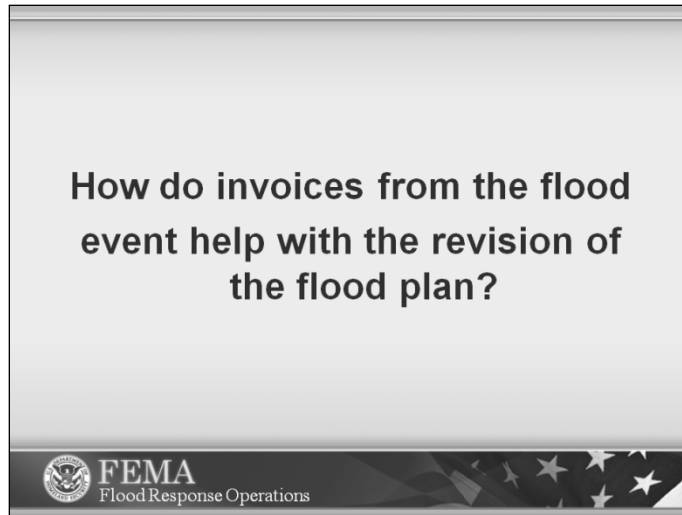 How do invoices from the flood
event help with the revision of
the flood plan?
FEMA
Flood Response Operations